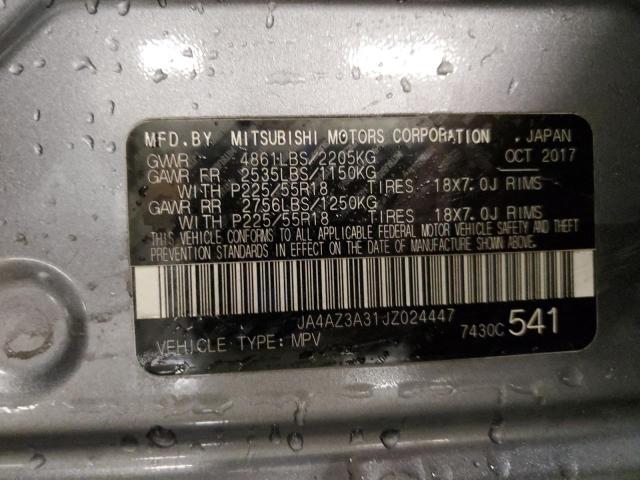 MFD.BY MITSUBISHI MOTORS CORPORATION , JAPAN
GVWR 4861LBS/2205KG OCT 2017
GAWR FR 2535LBS/1150KG
WITH P225/55R18 TIRES 18X7.0J RIMS
GAWR RR 2756LBS/1250KG
WITH P225/55R18 TIRES 18X7.0J RIMS
THIS VEHICLE CONFORMS TO ALL APPLICABLE FEDERAL MOTOR VEHICLE SAFETY AND THEFT
PREVENTION STANDARDS IN EFFECT ON THE DATE OF MANUFACTURE SHOWN ABOVE.
JA4AZ3A31JZ024447
7430C 541
VEHICLE TYPE: MPV